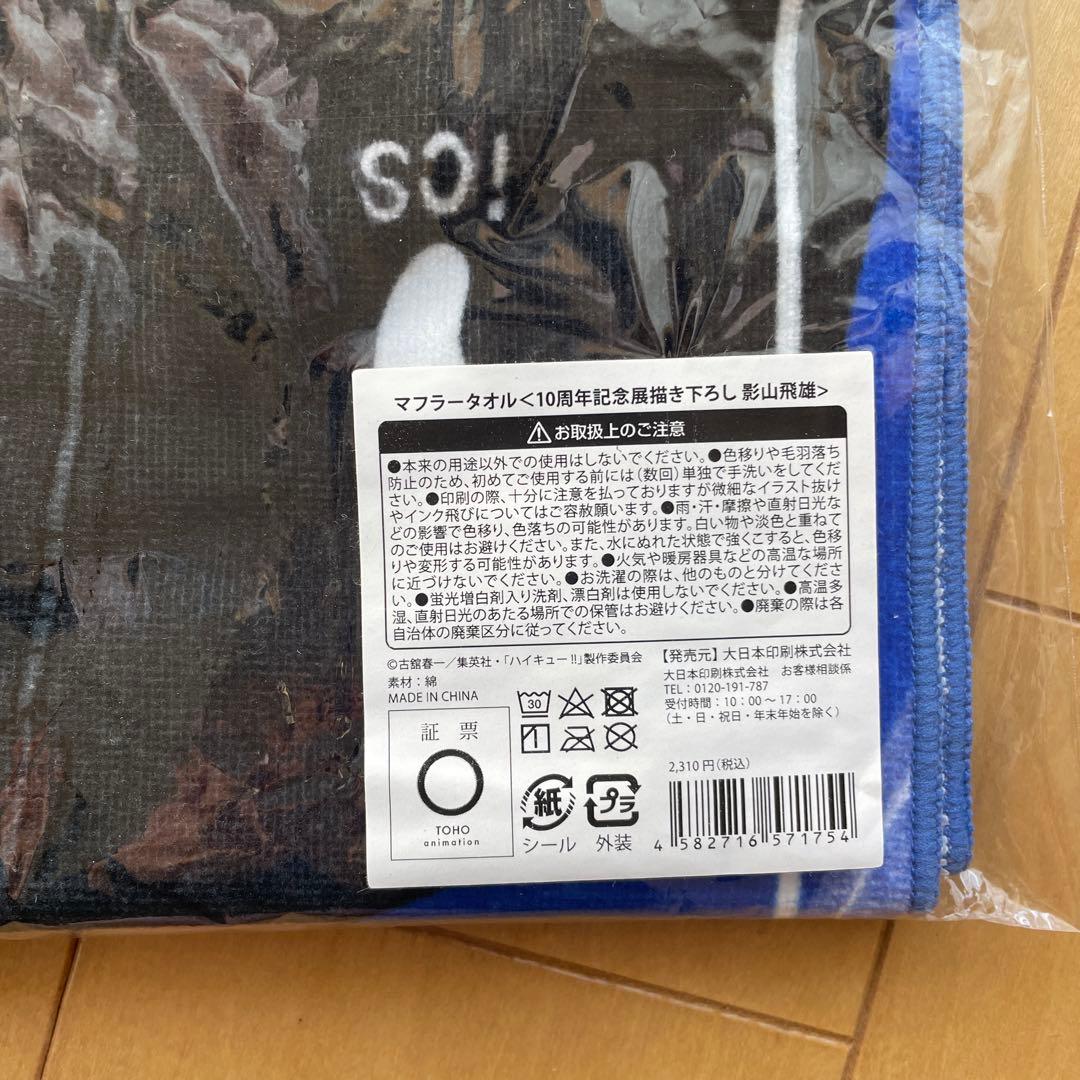 ics
マフラータオル<10周年記念展描き下ろし 影山飛雄>
お取扱上のご注意
●本来の用途以外での使用はしないでください。●色移りや毛羽落ち
防止のため、初めてご使用する前には(数回)単独で手洗いをしてくだ
さい。●印刷の際、十分に注意を払っておりますが微細なイラスト抜け
やインク飛びについてはご容赦願います。●雨・汗・摩擦や直射日光な
どの影響で色移り、色落ちの可能性があります。白い物や淡色と重ねて
のご使用はお避けください。また、水にぬれた状態で強くこすると、色移
りや変形する可能性があります。●火気や暖房器具などの高温な場所
に近づけないでください。●お洗濯の際は、他のものと分けてくださ
い。●蛍光増白剤入り洗剤、漂白剤は使用しないでください。●高温多
湿、直射日光のあたる場所での保管はお避けください。●廃棄の際は各
自治体の廃棄区分に従ってください。
©古舘春一/集英社・「ハイキュー!!」製作委員会
素材:綿
MADE IN CHINA
【発売元】大日本印刷株式会社
大日本印刷株式会社 お客様相談係
TEL:0120-191-787
受付時間:10:00~17:00
(土・日・祝日・年末年始を除く)
証票
TOHO
animation
30
紙
シール
プラ
外装
2,310円(税込)
4 582716 571754